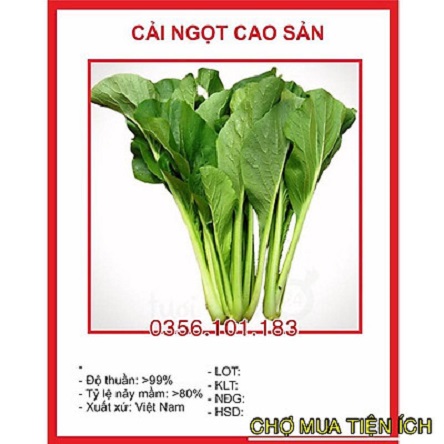 CẢI NGỌT CAO SẢN
0356.101.183
*
- Độ thuần: >99%
- Tỷ lệ nảy mầm: >80%
- Xuất xứ: Việt Nam
- LOT:
- KLT:
- NĐG:
- HSD:
CHỢ MUA TIỆN ÍCH